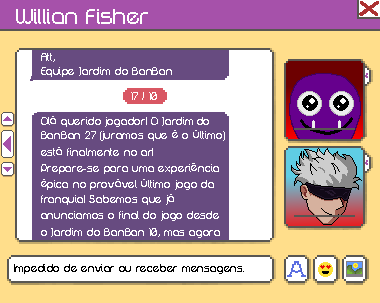 Willian Fisher
Att,
Equipe Jardim do BanBan
17 / 10
Olá querido jogador! O Jardim do
BanBan 27 (juramos que é o último)
está finalmente no ar!
Prepare-se para uma experiência
épica no provável último jogo da
franquia! Sabemos que já
anunciamos o final do jogo desde
o Jardim do BanBan 10, mas agora
Impedido de enviar ou receber mensagens.
A